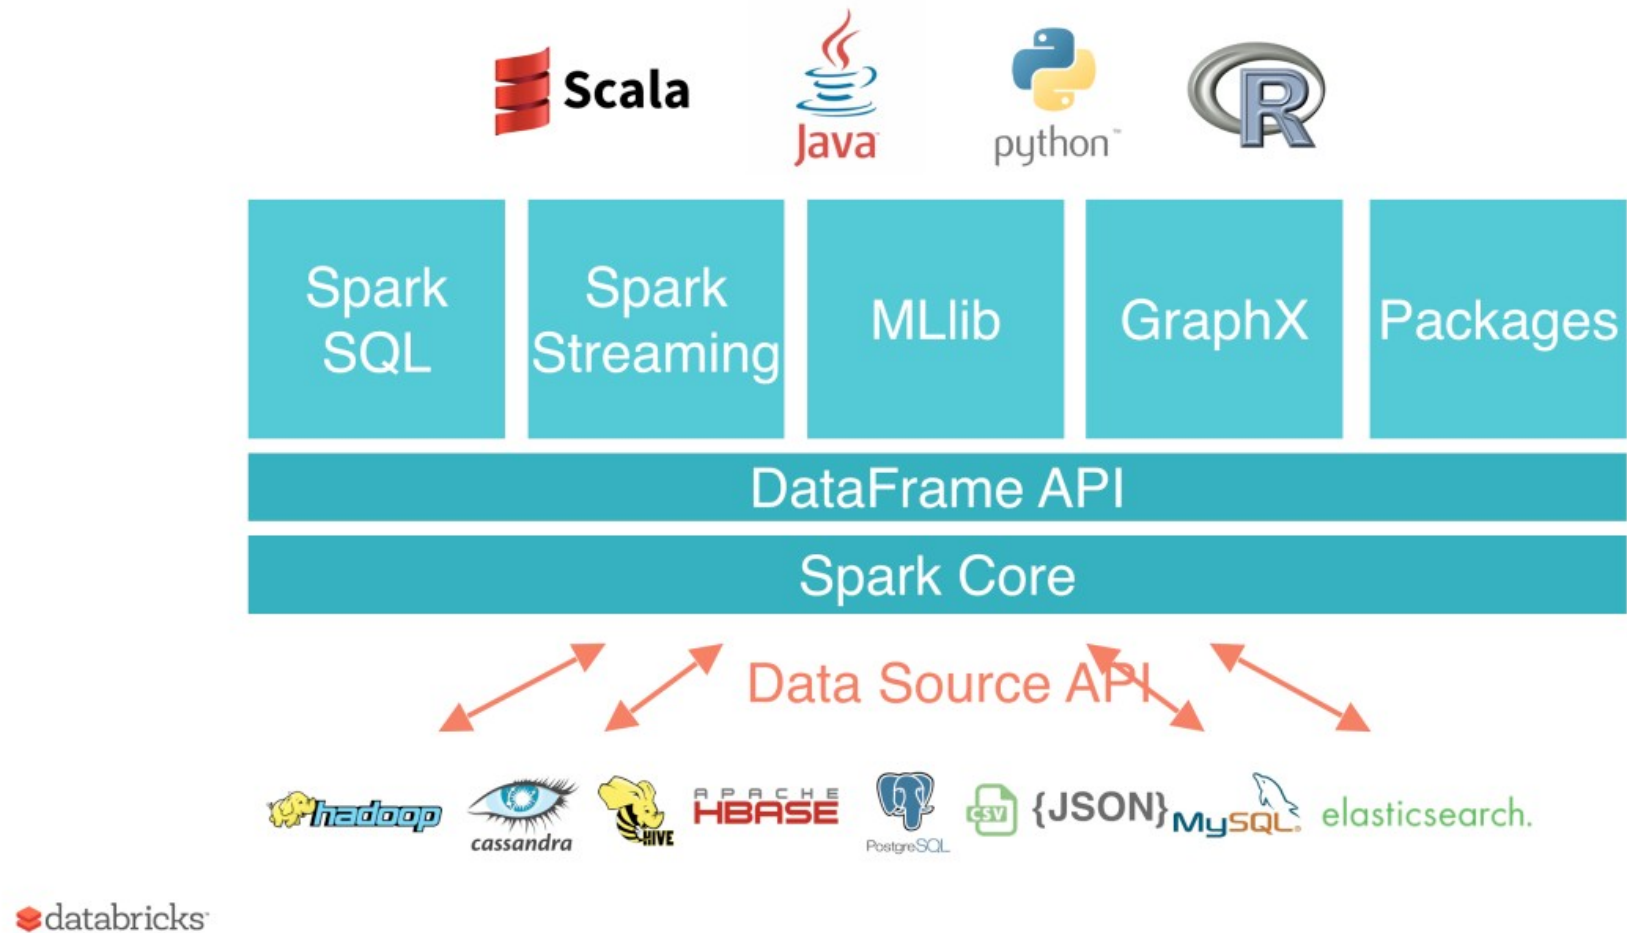 Scala
Java
python
R
Spark
SQL
Spark
Streaming
MLlib
GraphX
Packages
DataFrame API
Spark Core
Data Source API
hadoop
cassandra
HIVE
APACHE
HBASE
PostgreSQL
CSV
{JSON}
MySQL.
elasticsearch.
databricks